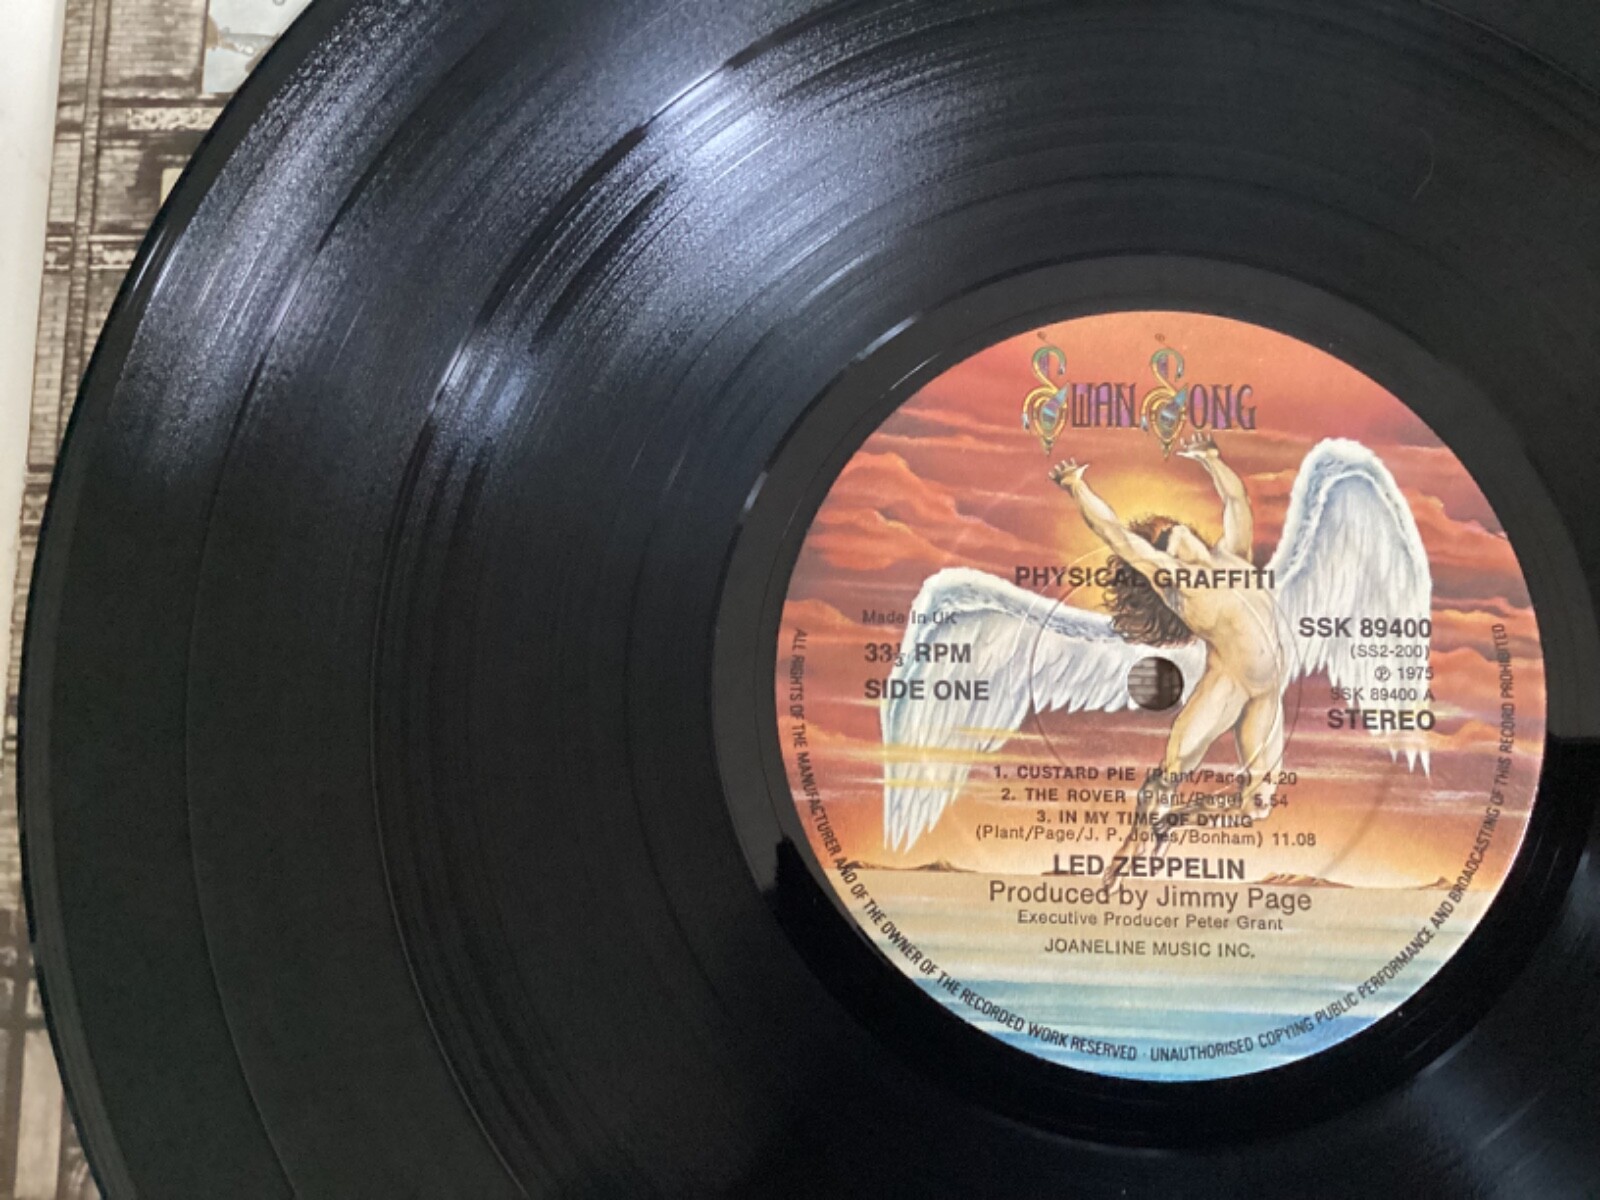 SWAN SONG
PHYSICAL GRAFFITI
Made in UK
33⅓ RPM
SIDE ONE
SSK 89400
(SS2-200)
℗ 1975
SSK 89400 A
STEREO
1. CUSTARD PIE (Plant/Page) 4.20
2. THE ROVER (Plant/Page) 5.54
3. IN MY TIME OF DYING
(Plant/Page/J. P. Jones/Bonham) 11.08
LED ZEPPELIN
Produced by Jimmy Page
Executive Producer Peter Grant
JOANELINE MUSIC INC.
ALL RIGHTS OF THE MANUFACTURER AND OF THE OWNER OF THE RECORDED WORK RESERVED · UNAUTHORISED COPYING PUBLIC PERFORMANCE AND BROADCASTING OF THIS RECORD PROHIBITED